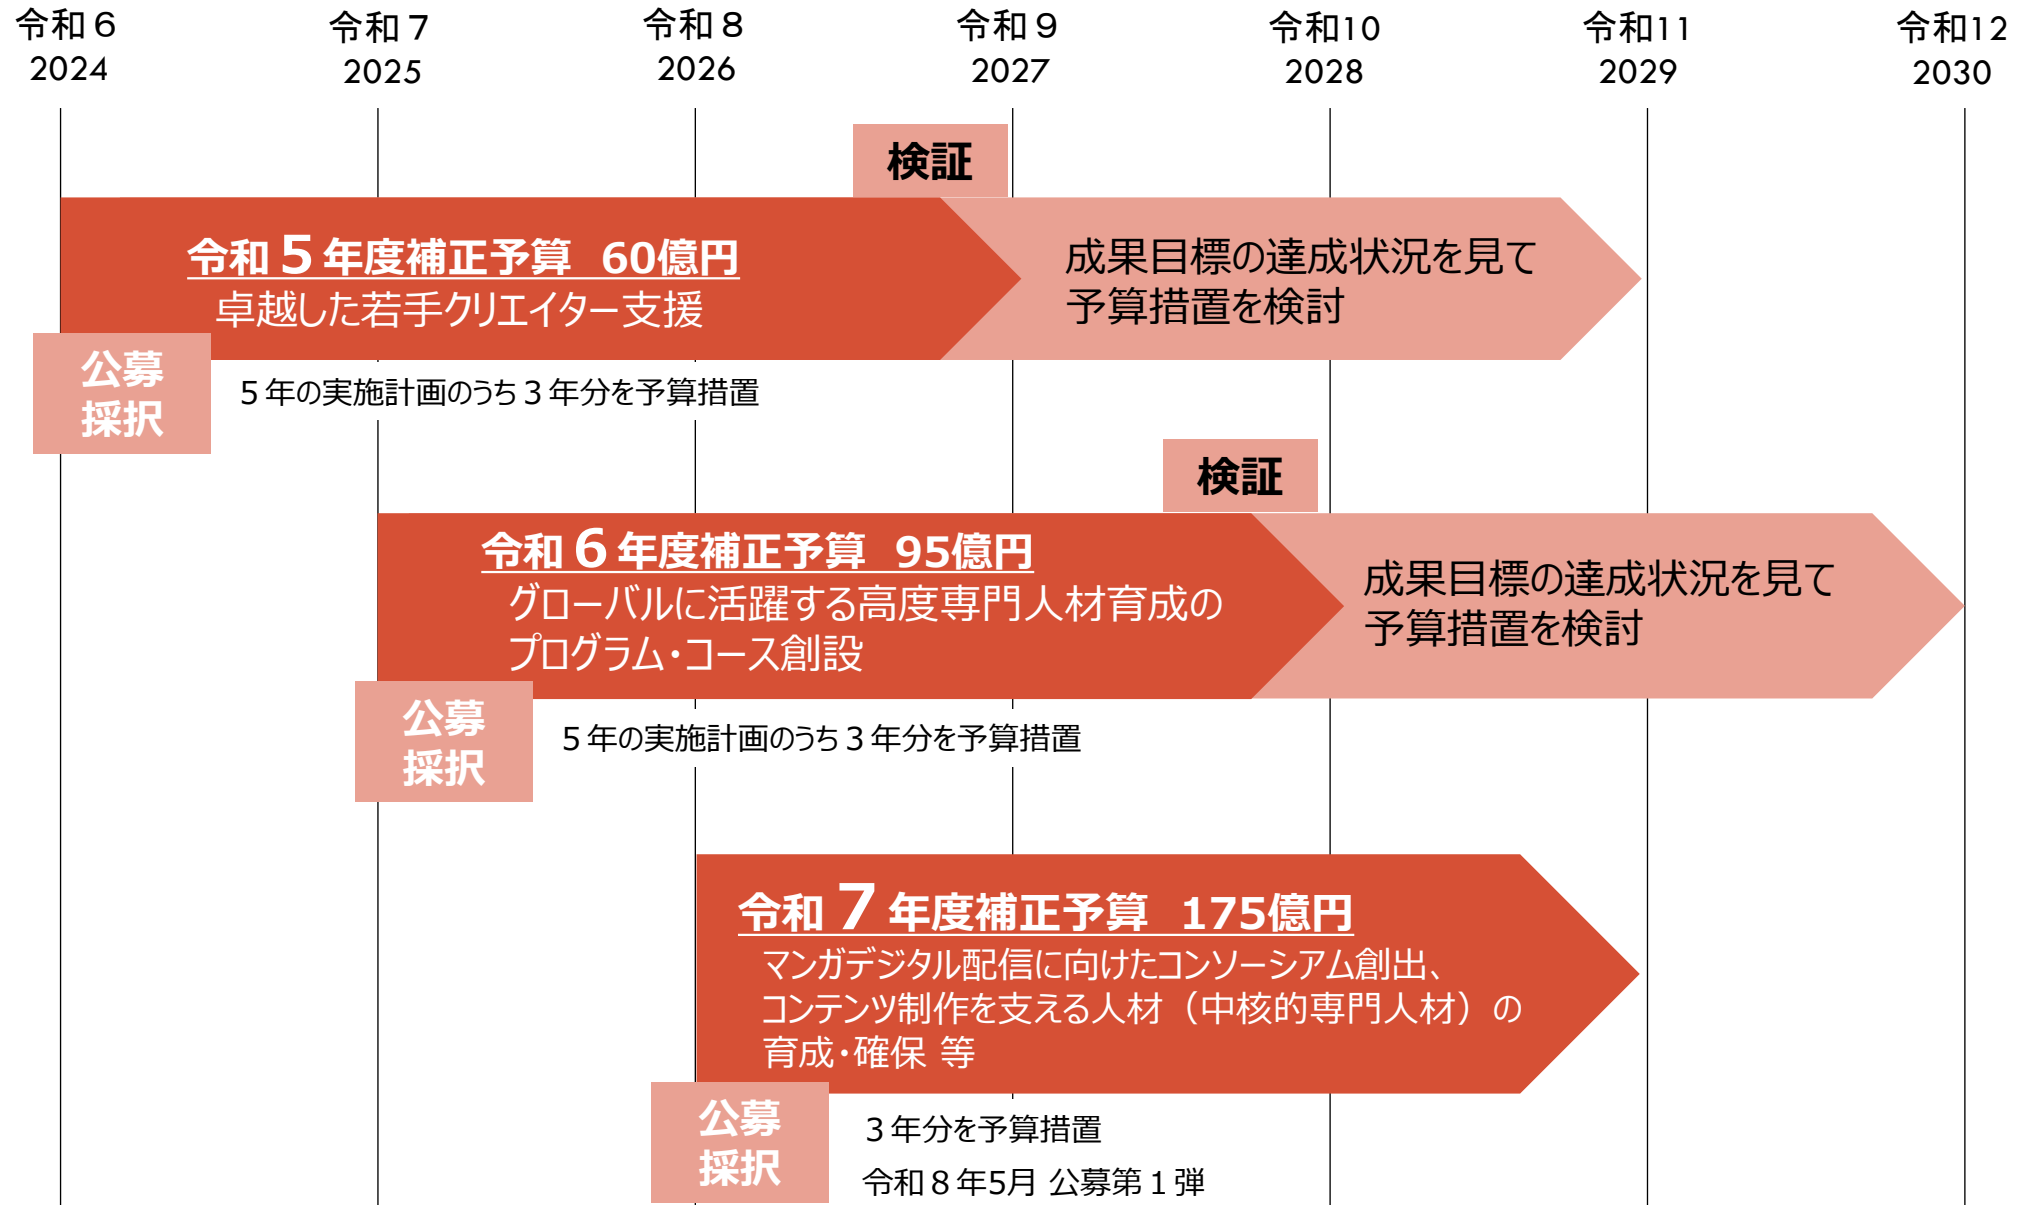 令和６
2024
令和７
2025
令和８
2026
令和９
2027
令和10
2028
令和11
2029
令和12
2030
検証
令和５年度補正予算 60億円
卓越した若手クリエイター支援
成果目標の達成状況を見て
予算措置を検討
公募
採択
５年の実施計画のうち３年分を予算措置
検証
令和６年度補正予算 95億円
グローバルに活躍する高度専門人材育成の
プログラム・コース創設
成果目標の達成状況を見て
予算措置を検討
公募
採択
５年の実施計画のうち３年分を予算措置
令和７年度補正予算 175億円
マンガデジタル配信に向けたコンソーシアム創出、
コンテンツ制作を支える人材（中核的専門人材）の
育成・確保 等
公募
採択
３年分を予算措置
令和８年5月 公募第１弾